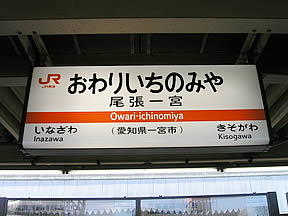 JR
JR東海
おわりいちのみや
尾張一宮
Owari-ichinomiya
いなざわ
Inazawa
(愛知県一宮市)
きそがわ
Kisogawa